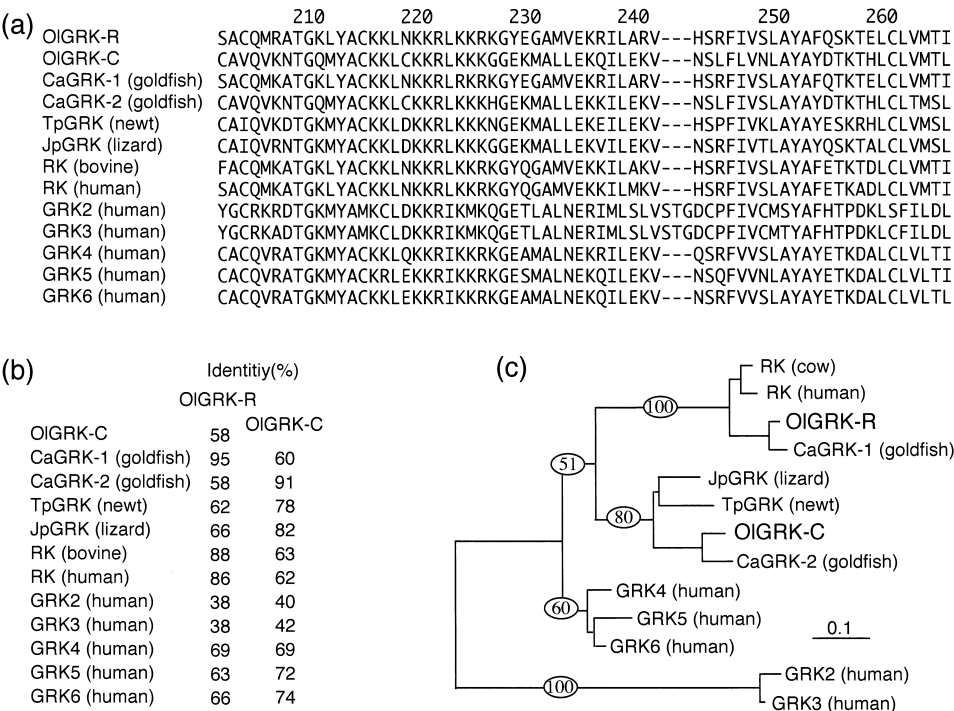 (a)
210 220 230 240 250 260
OlGRK-R SACQMRATGKLYACKKLNKKRLKKRKGYEGAMVEKRILARV---HSRFIVSLAYAFQSKTELCLVMTI
OlGRK-C CAVQVKNTGQMYACKKLCKKRLKKKGGEKMALLEKQILEKV---NSLFLVNLAYAYDTKTHLCLVMTL
CaGRK-1 (goldfish) SACQMKATGKLYACKKLNKKRLRKRKGYEGAMVEKRILARV---HSRFIVSLAYAFQTKTELCLVMTI
CaGRK-2 (goldfish) CAVQVKNTGQMYACKKLCKKRLKKKHGEKMALLEKKILEKV---NSLFIVSLAYAYDTKTHLCLTMSL
TpGRK (newt) CAIQVKDTGKMYACKKLDKKRLKKKNGEKMALLEKEILEKV---HSPFIVKLAYAYESKRHLCLVMSL
JpGRK (lizard) CAIQVRNTGKMYACKKLDKKRLKKKGGEKMALLEKVILEKV---NSRFIVTLAYAYQSKTALCLVMSL
RK (bovine) FACQMKATGKLYACKKLNKKRLKKRKGYQGAMVEKKILAKV---HSRFIVSLAYAFETKTDLCLVMTI
RK (human) SACQMKATGKLYACKKLNKKRLKKRKGYQGAMVEKKILMKV---HSRFIVSLAYAFETKADLCLVMTI
GRK2 (human) YGCRKRDTGKMYAMKCLDKKRIKMKQGETLALNERIMLSLVSTGDCPFIVCMSYAFHTPDKLSFILDL
GRK3 (human) YGCRKADTGKMYAMKCLDKKRIKMKQGETLALNERIMLSLVSTGDCPFIVCMTYAFHTPDKLCFILDL
GRK4 (human) CACQVRATGKMYACKKLQKKRIKKRKGEAMALNEKRILEKV---QSRFVVSLAYAYETKDALCLVLTI
GRK5 (human) CACQVRATGKMYACKRLEKKRIKKRKGESMALNEKQILEKV---NSQFVVNLAYAYETKDALCLVLTI
GRK6 (human) CACQVRATGKMYACKKLEKKRIKKRKGEAMALNEKQILEKV---NSRFVVSLAYAYETKDALCLVLTL
(b)
Identitiy(%)
OlGRK-R
OlGRK-C
OlGRK-C 58
CaGRK-1 (goldfish) 95 60
CaGRK-2 (goldfish) 58 91
TpGRK (newt) 62 78
JpGRK (lizard) 66 82
RK (bovine) 88 63
RK (human) 86 62
GRK2 (human) 38 40
GRK3 (human) 38 42
GRK4 (human) 69 69
GRK5 (human) 63 72
GRK6 (human) 66 74
(c)
RK (cow)
RK (human)
100
OlGRK-R
CaGRK-1 (goldfish)
51
JpGRK (lizard)
TpGRK (newt)
80
OlGRK-C
CaGRK-2 (goldfish)
GRK4 (human)
60
GRK5 (human)
GRK6 (human)
0.1
GRK2 (human)
100
GRK3 (human)